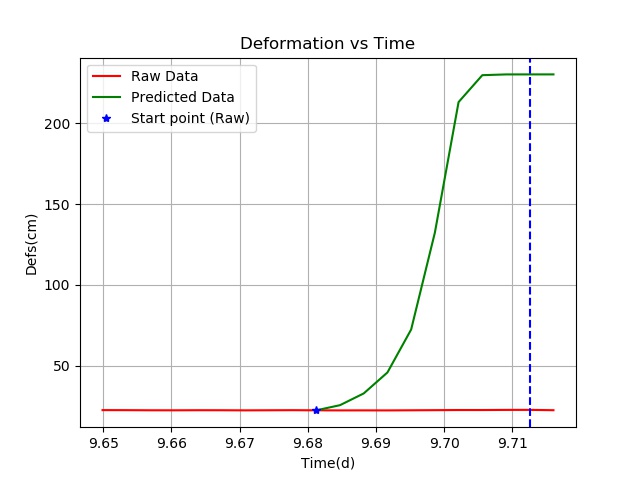 Deformation vs Time
Raw Data
Predicted Data
Start point (Raw)
200
150
100
50
Defs(cm)
9.65 9.66 9.67 9.68 9.69 9.70 9.71
Time(d)